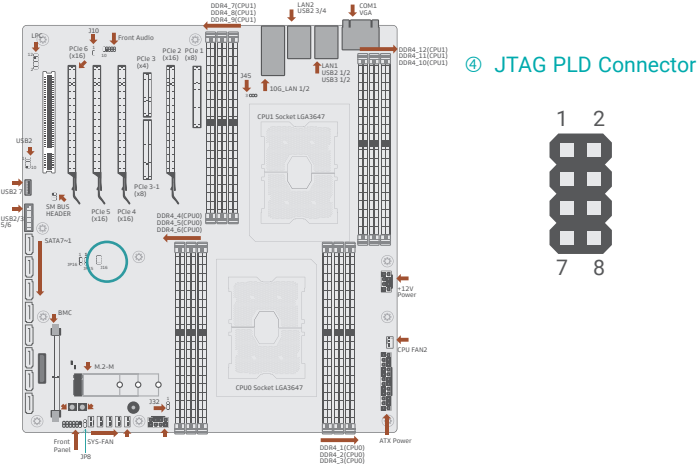 DDR4_7(CPU1)
DDR4_8(CPU1)
DDR4_9(CPU1)
LAN2
USB2 3/4
COM1
VGA
LPC
J10
Front Audio
PCIe 6
(x16)
PCIe 3
(x4)
PCIe 2
(x16)
PCIe 1
(x8)
DDR4_12(CPU1)
DDR4_11(CPU1)
DDR4_10(CPU1)
④ JTAG PLD Connector
LAN1
USB2 1/2
USB3 1/2
J45
10G_LAN 1/2
1 2
CPU1 Socket LGA3647
USB2
USB2 7
PCIe 3-1
(x8)
SM BUS
HEADER
PCIe 5
(x16)
PCIe 4
(x16)
USB2/3
5/6
DDR4_4(CPU0)
DDR4_5(CPU0)
DDR4_6(CPU0)
SATA7~1
7 8
+12V
Power
BMC
CPU FAN2
M.2-M
CPU0 Socket LGA3647
J32
Front
Panel
SYS-FAN
JP8
ATX Power
DDR4_1(CPU0)
DDR4_2(CPU0)
DDR4_3(CPU0)